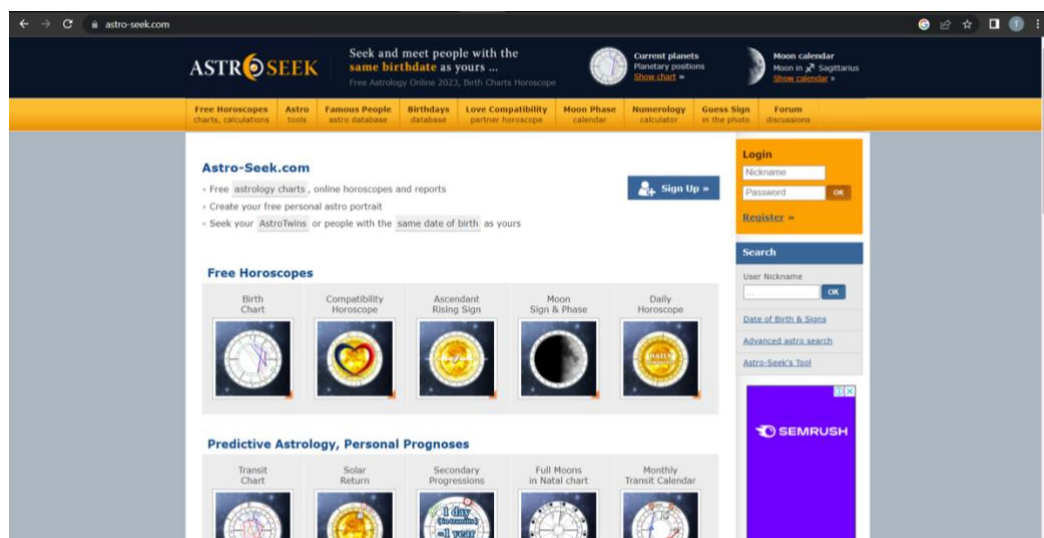 astro-seek.com
T
ASTROSEEK
Seek and meet people with the
same birthdate as yours ...
Free Astrology Online 2023, Birth Charts Horoscope
Current planets
Planetary positions
Show chart »
Moon calendar
Moon in Sagittarius
Show calendar »
Free Horoscopes
charts, calculations
Astro
tools
Famous People
astro database
Birthdays
database
Love Compatibility
partner horoscope
Moon Phase
calendar
Numerology
calculator
Guess Sign
in the photo
Forum
discussions
Astro-Seek.com
Free astrology charts , online horoscopes and reports
Create your free personal astro portrait
Seek your AstroTwins or people with the same date of birth as yours
Sign Up »
Login
Nickname
Password
OK
Register »
Search
User Nickname
...
OK
Date of Birth & Signs
Advanced astro search
Astro-Seek's Tool
SEMRUSH
Free Horoscopes
Birth
Chart
Compatibility
Horoscope
Ascendant
Rising Sign
Moon
Sign & Phase
Daily
Horoscope
DAILY
Predictive Astrology, Personal Prognoses
Transit
Chart
Solar
Return
Secondary
Progressions
Full Moons
in Natal chart
Monthly
Transit Calendar
1 day
(in transits)
=1 year